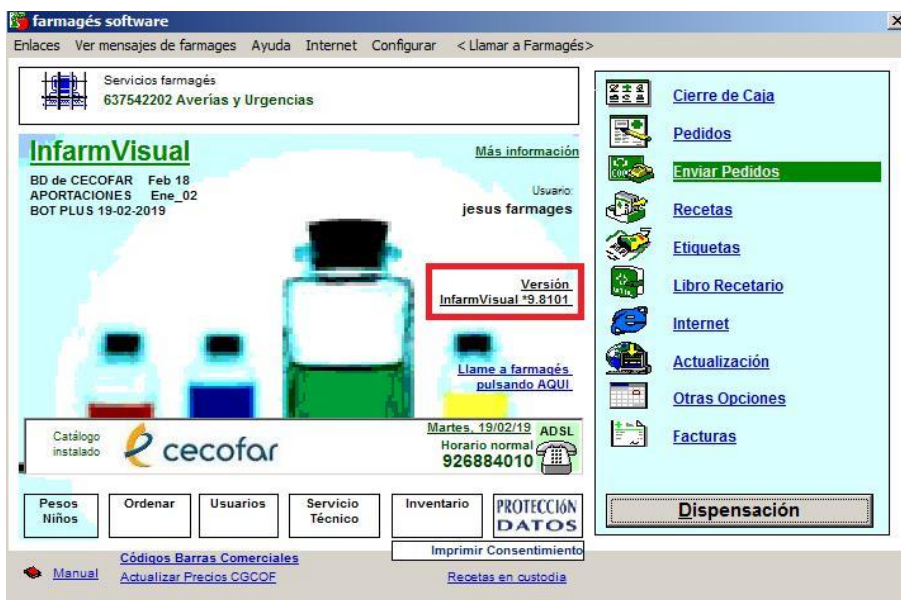 farmagés software
Enlaces Ver mensajes de farmages Ayuda Internet Configurar < Llamar a Farmagés >
Servicios farmagés
637542202 Averías y Urgencias
InfarmVisual
Más información
BD de CECOFAR Feb 18
APORTACIONES Ene_02
BOT PLUS 19-02-2019
Usuario:
jesus farmages
Versión
InfarmVisual *9.8101
Llame a farmagés
pulsando AQUI
Catálogo
instalado
cecofar
Martes, 19/02/19 ADSL
Horario normal
926884010
Pesos
Niños
Ordenar
Usuarios
Servicio
Técnico
Inventario
PROTECCIÓN
DATOS
Imprimir Consentimiento
Manual
Códigos Barras Comerciales
Actualizar Precios CGCOF
Recetas en custodia
Cierre de Caja
Pedidos
Enviar Pedidos
Recetas
Etiquetas
Libro Recetario
Internet
Actualización
Otras Opciones
Facturas
Dispensación